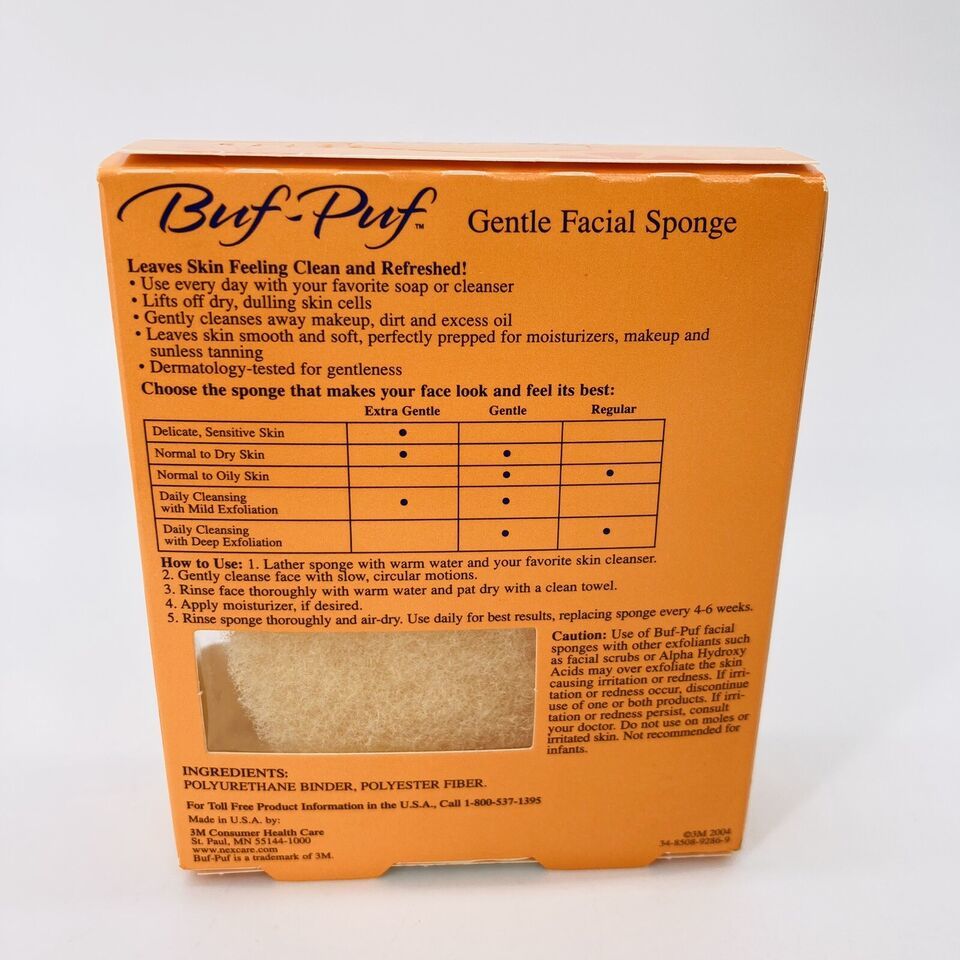 Buf-Puf™ Gentle Facial Sponge
Leaves Skin Feeling Clean and Refreshed!
• Use every day with your favorite soap or cleanser
• Lifts off dry, dulling skin cells
• Gently cleanses away makeup, dirt and excess oil
• Leaves skin smooth and soft, perfectly prepped for moisturizers, makeup and
sunless tanning
• Dermatology-tested for gentleness
Choose the sponge that makes your face look and feel its best:
Extra Gentle Gentle Regular
Delicate, Sensitive Skin •
Normal to Dry Skin • •
Normal to Oily Skin • •
Daily Cleansing
with Mild Exfoliation • •
Daily Cleansing
with Deep Exfoliation • •
How to Use: 1. Lather sponge with warm water and your favorite skin cleanser.
2. Gently cleanse face with slow, circular motions.
3. Rinse face thoroughly with warm water and pat dry with a clean towel.
4. Apply moisturizer, if desired.
5. Rinse sponge thoroughly and air-dry. Use daily for best results, replacing sponge every 4-6 weeks.
Caution: Use of Buf-Puf facial
sponges with other exfoliants such
as facial scrubs or Alpha Hydroxy
Acids may over exfoliate the skin
causing irritation or redness. If irri-
tation or redness occur, discontinue
use of one or both products. If irri-
tation or redness persist, consult
your doctor. Do not use on moles or
irritated skin. Not recommended for
infants.
INGREDIENTS:
POLYURETHANE BINDER, POLYESTER FIBER.
For Toll Free Product Information in the U.S.A., Call 1-800-537-1395
Made in U.S.A. by:
3M Consumer Health Care
St. Paul, MN 55144-1000
www.nexcare.com
Buf-Puf is a trademark of 3M.
©3M 2004
34-8508-9286-9